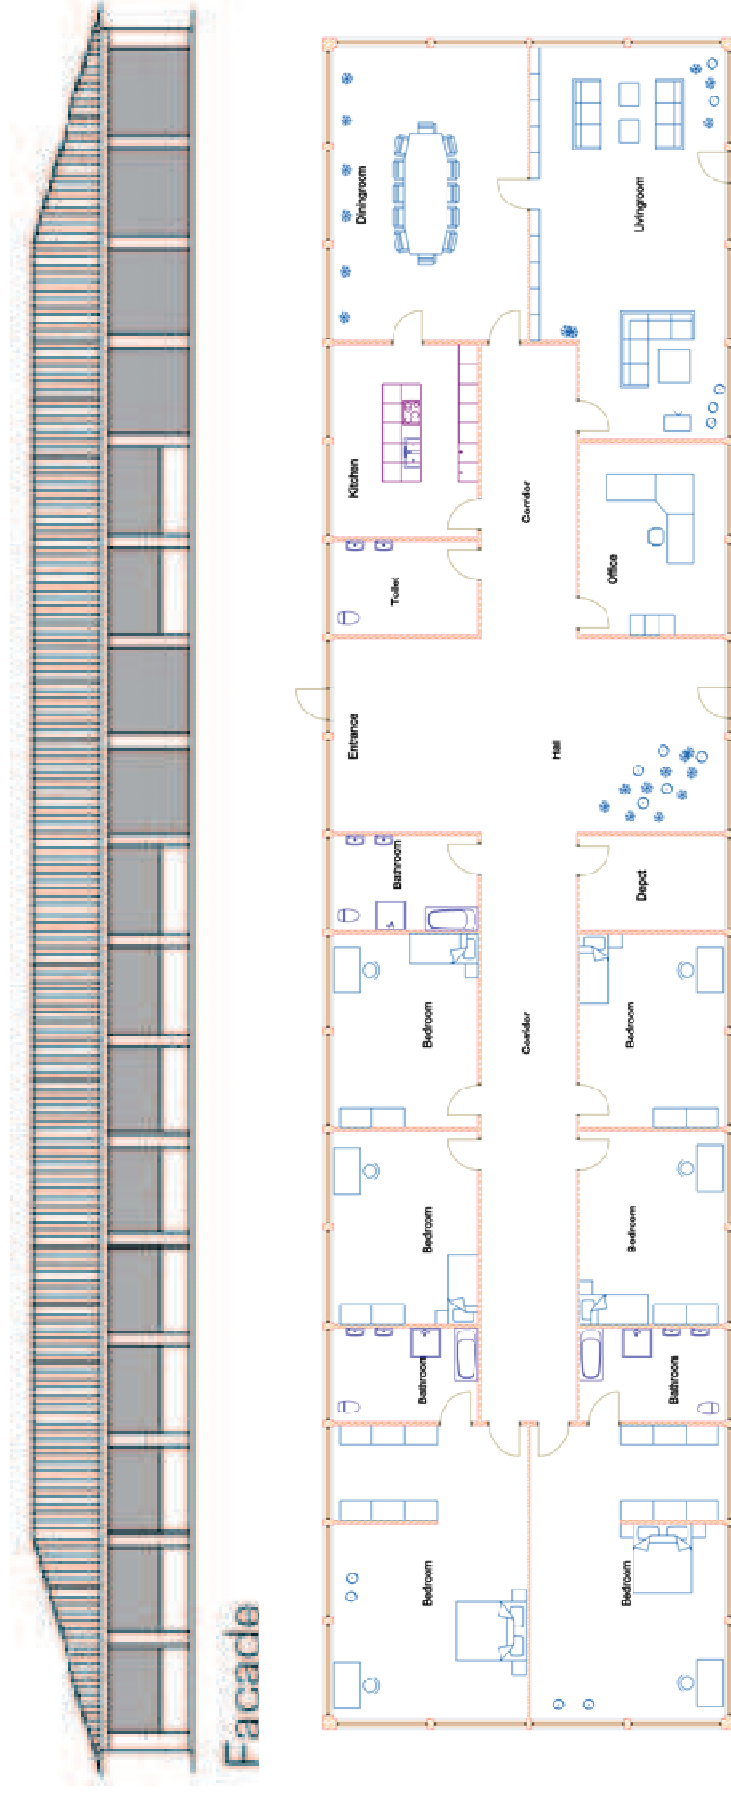 Facade
Diningroom
Livingroom
Kitchen
Corridor
Toilet
Office
Entrance
Hall
Bathroom
Depot
Bedroom
Corridor
Bedroom
Bedroom
Bedroom
Bathroom
Bathroom
Bedroom
Bedroom